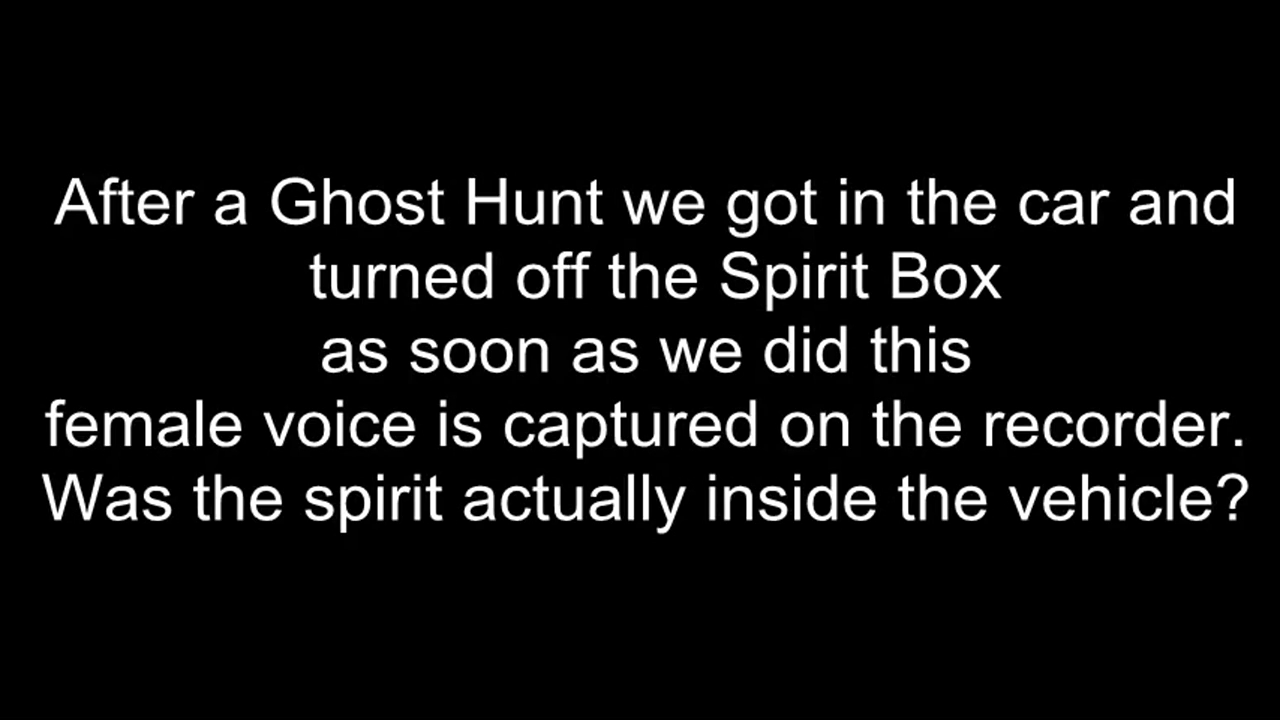 After a Ghost Hunt we got in the car and
turned off the Spirit Box
as soon as we did this
female voice is captured on the recorder.
Was the spirit actually inside the vehicle?